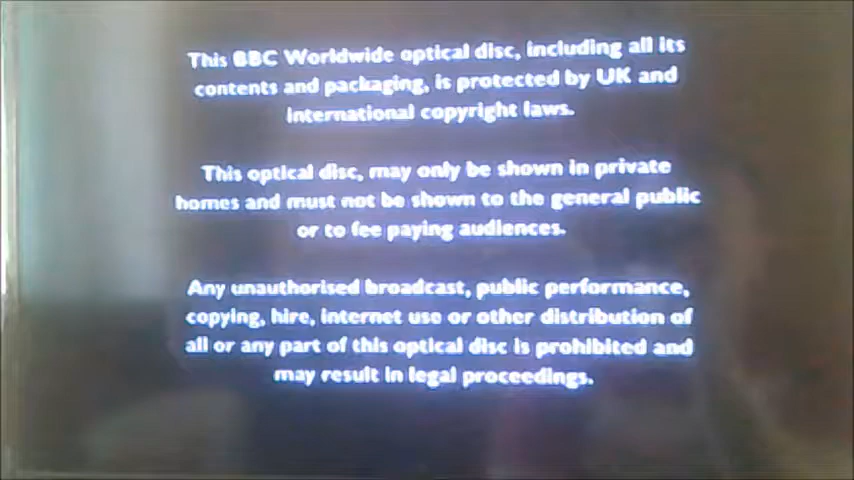 This BBC Worldwide optical disc, including all its
contents and packaging, is protected by UK and
international copyright laws.
This optical disc, may only be shown in private
homes and must not be shown to the general public
or to fee paying audiences.
Any unauthorised broadcast, public performance,
copying, hire, internet use or other distribution of
all or any part of this optical disc is prohibited and
may result in legal proceedings.